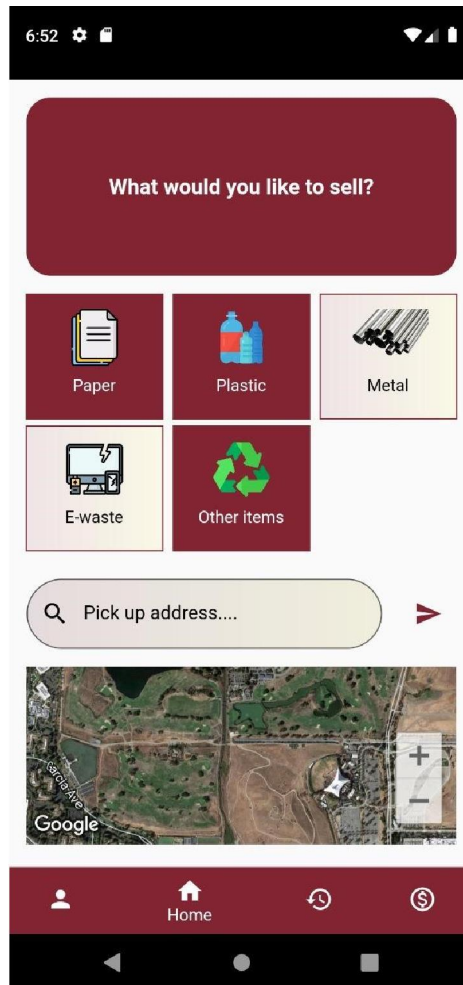 6:52
What would you like to sell?
Paper
Plastic
Metal
E-waste
Other items
Pick up address....
Garcia Ave
Google
Home